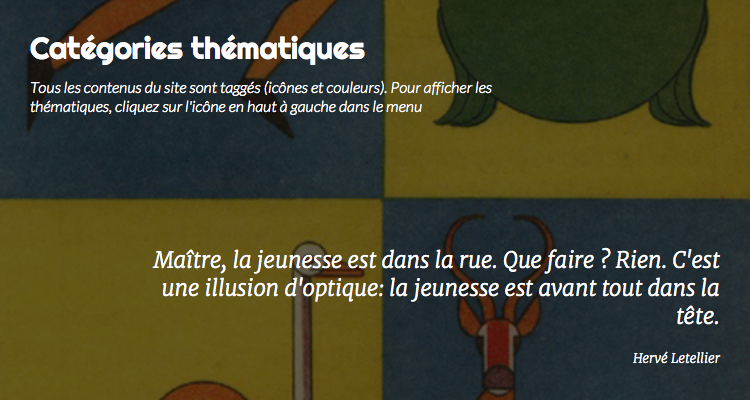 Catégories thématiques
Tous les contenus du site sont taggés (icônes et couleurs). Pour afficher les
thématiques, cliquez sur l'icône en haut à gauche dans le menu
Maître, la jeunesse est dans la rue. Que faire ? Rien. C'est
une illusion d'optique: la jeunesse est avant tout dans la
tête.
Hervé Letellier